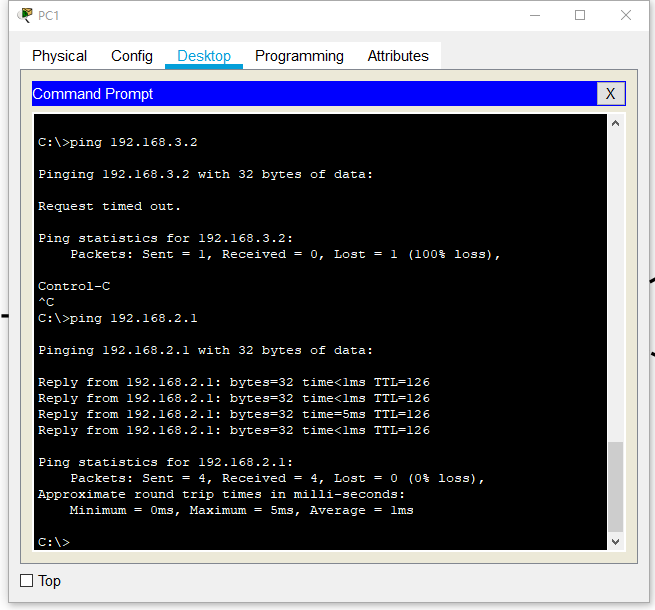 PC1
Physical Config Desktop Programming Attributes
Command Prompt X
C:\>ping 192.168.3.2
Pinging 192.168.3.2 with 32 bytes of data:
Request timed out.
Ping statistics for 192.168.3.2:
Packets: Sent = 1, Received = 0, Lost = 1 (100% loss),
Control-C
^C
C:\>ping 192.168.2.1
Pinging 192.168.2.1 with 32 bytes of data:
Reply from 192.168.2.1: bytes=32 time<1ms TTL=126
Reply from 192.168.2.1: bytes=32 time<1ms TTL=126
Reply from 192.168.2.1: bytes=32 time=5ms TTL=126
Reply from 192.168.2.1: bytes=32 time<1ms TTL=126
Ping statistics for 192.168.2.1:
Packets: Sent = 4, Received = 4, Lost = 0 (0% loss),
Approximate round trip times in milli-seconds:
Minimum = 0ms, Maximum = 5ms, Average = 1ms
C:\>
Top